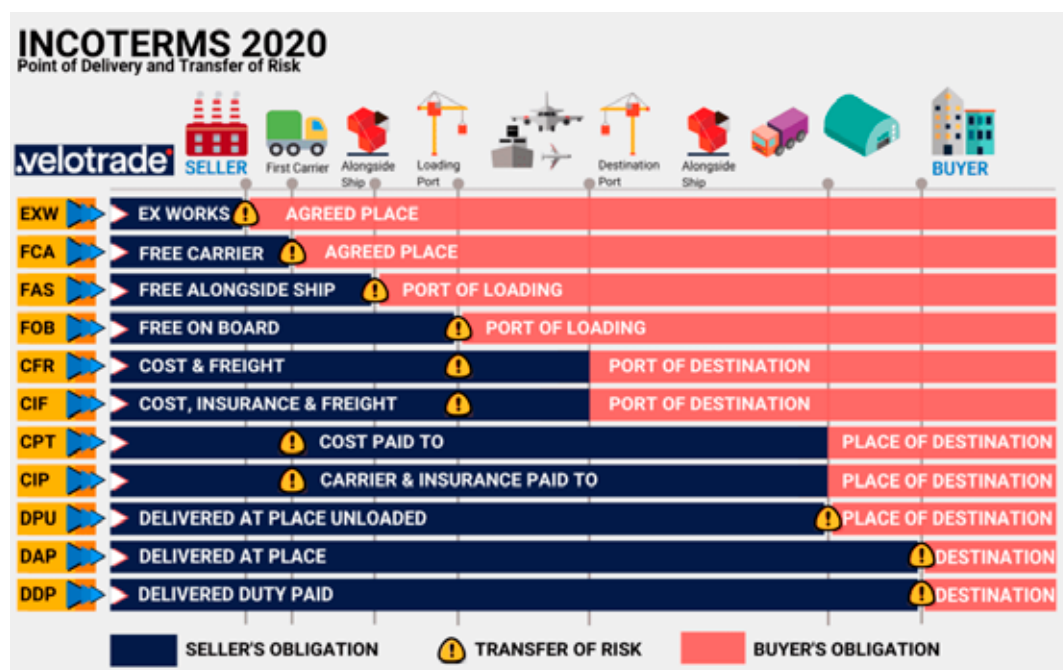 INCOTERMS 2020
Point of Delivery and Transfer of Risk
.velotrade
SELLER
First Carrier
Alongside
Ship
Loading
Port
Destination
Port
Alongside
Ship
BUYER
EXW EX WORKS AGREED PLACE
FCA FREE CARRIER AGREED PLACE
FAS FREE ALONGSIDE SHIP PORT OF LOADING
FOB FREE ON BOARD PORT OF LOADING
CFR COST & FREIGHT PORT OF DESTINATION
CIF COST, INSURANCE & FREIGHT PORT OF DESTINATION
CPT COST PAID TO PLACE OF DESTINATION
CIP CARRIER & INSURANCE PAID TO PLACE OF DESTINATION
DPU DELIVERED AT PLACE UNLOADED PLACE OF DESTINATION
DAP DELIVERED AT PLACE DESTINATION
DDP DELIVERED DUTY PAID DESTINATION
SELLER'S OBLIGATION TRANSFER OF RISK BUYER'S OBLIGATION